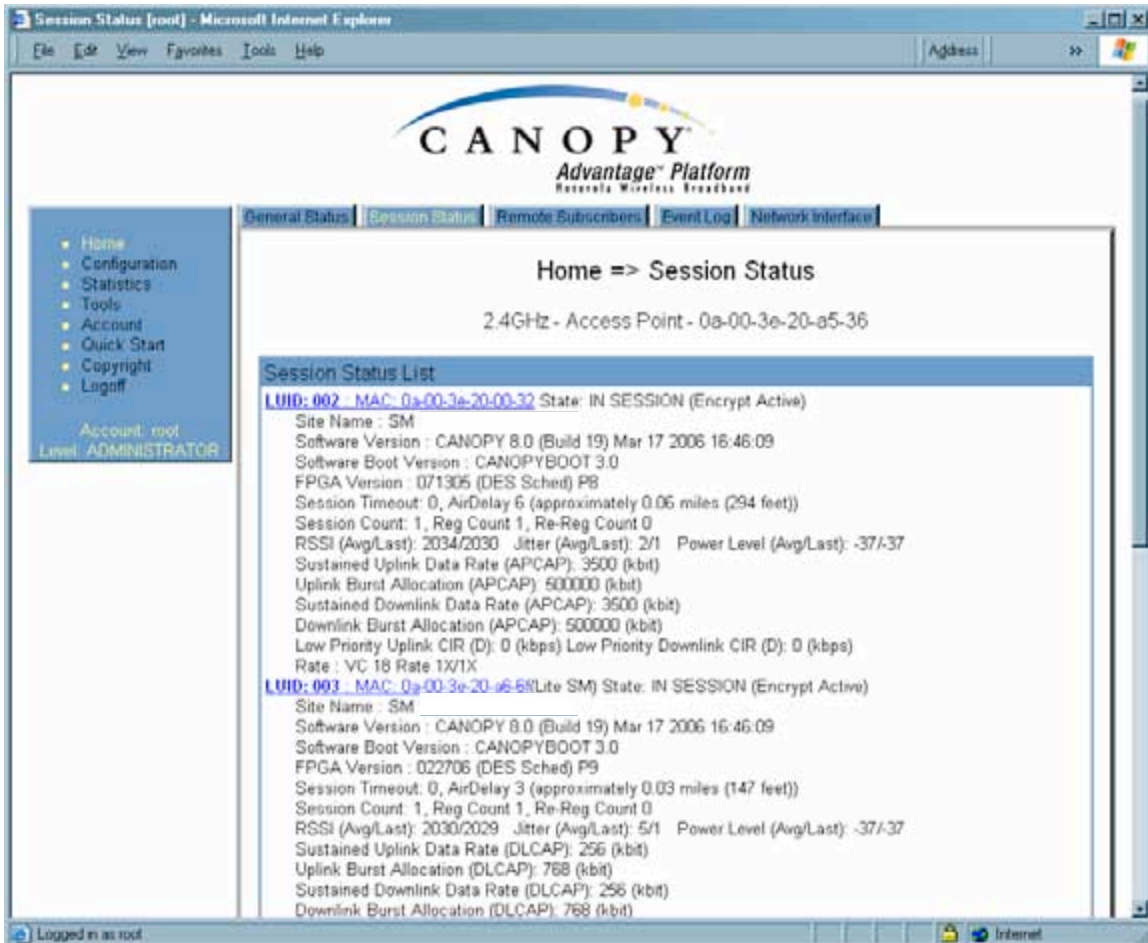 Session Status [root] - Microsoft Internet Explorer
File Edit View Favorites Tools Help
Address
CANOPY
Advantage™ Platform
Motorola Wireless Broadband
General Status Session Status Remote Subscribers Event Log Network Interface
Home
Configuration
Statistics
Tools
Account
Quick Start
Copyright
Logoff
Account: root
Level: ADMINISTRATOR
Home => Session Status
2.4GHz - Access Point - 0a-00-3e-20-a5-36
Session Status List
LUID: 002 : MAC: 0a-00-3e-20-00-32 State: IN SESSION (Encrypt Active)
Site Name : SM
Software Version : CANOPY 8.0 (Build 19) Mar 17 2006 16:46:09
Software Boot Version : CANOPYBOOT 3.0
FPGA Version : 071305 (DES Sched) P8
Session Timeout: 0, AirDelay 6 (approximately 0.06 miles (294 feet))
Session Count: 1, Reg Count 1, Re-Reg Count 0
RSSI (Avg/Last): 2034/2030 Jitter (Avg/Last): 2/1 Power Level (Avg/Last): -37/-37
Sustained Uplink Data Rate (APCAP): 3500 (kbit)
Uplink Burst Allocation (APCAP): 500000 (kbit)
Sustained Downlink Data Rate (APCAP): 3500 (kbit)
Downlink Burst Allocation (APCAP): 500000 (kbit)
Low Priority Uplink CIR (D): 0 (kbps) Low Priority Downlink CIR (D): 0 (kbps)
Rate : VC 18 Rate 1X/1X
LUID: 003 : MAC: (Lite SM) State: IN SESSION (Encrypt Active)
Site Name : SM
Software Version : CANOPY 8.0 (Build 19) Mar 17 2006 16:46:09
Software Boot Version : CANOPYBOOT 3.0
FPGA Version : 022706 (DES Sched) P9
Session Timeout: 0, AirDelay 3 (approximately 0.03 miles (147 feet))
Session Count: 1, Reg Count 1, Re-Reg Count 0
RSSI (Avg/Last): 2030/2029 Jitter (Avg/Last): 5/1 Power Level (Avg/Last): -37/-37
Sustained Uplink Data Rate (DLCAP): 256 (kbit)
Uplink Burst Allocation (DLCAP): 768 (kbit)
Sustained Downlink Data Rate (DLCAP): 256 (kbit)
Downlink Burst Allocation (DLCAP): 768 (kbit)
Logged in as root
Internet